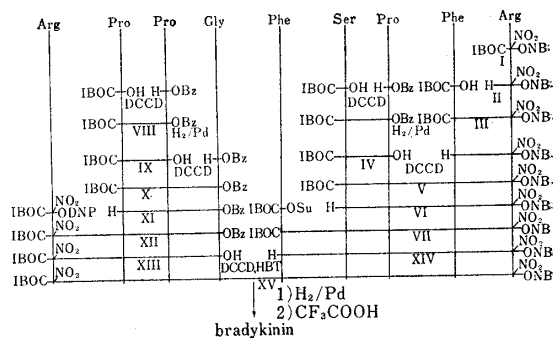 Arg Pro Pro Gly Phe Ser Pro Phe Arg
NO₂
IBOC ONB
I
IBOC OH H OBz IBOC OH H OBz IBOC OH H NO₂ ONB
DCCD DCCD II
IBOC OBz IBOC OBz IBOC NO₂ ONB
VIII H₂/Pd H₂/Pd III
IBOC OH H OBz IBOC OH H NO₂ ONB
IX DCCD IV DCCD
IBOC OBz IBOC NO₂ ONB
X V
IBOC NO₂ ODNP H OBz IBOC OSu H NO₂ ONB
XI VI
IBOC NO₂ OBz IBOC NO₂ ONB
XII VII
IBOC NO₂ OH H NO₂ ONB
XIII DCCD,HBT XIV
IBOC NO₂ NO₂ ONB
XV
1)H₂/Pd
2)CF₃COOH
bradykinin